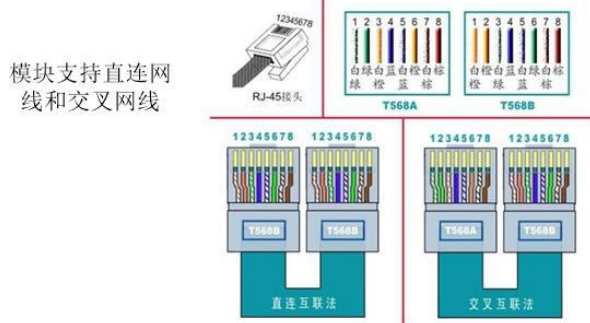 模块支持直连网
线和交叉网线
12345678
RJ-45接头
1 2 3 4 5 6 7 8
白 绿 白 蓝 白 橙 白 棕
绿 橙 蓝 棕
T568A
1 2 3 4 5 6 7 8
白 橙 白 蓝 白 绿 白 棕
橙 绿 蓝 棕
T568B
12345678
12345678
T568B
T568B
直连互联法
12345678
12345678
T568A
T568B
交叉互联法